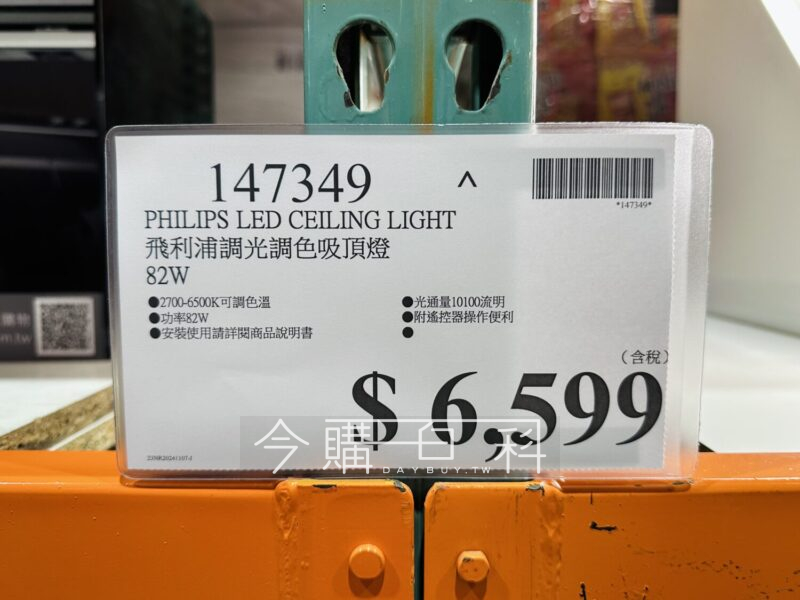 147349
^
*147349*
PHILIPS LED CEILING LIGHT
飛利浦調光調色吸頂燈
82W
●2700-6500K可調色溫
●光通量10100流明
●功率82W
●附遙控器操作便利
●安裝使用請詳閱商品說明書
●
(含稅)
$ 6,599
今購百科
DAYBUY.TW